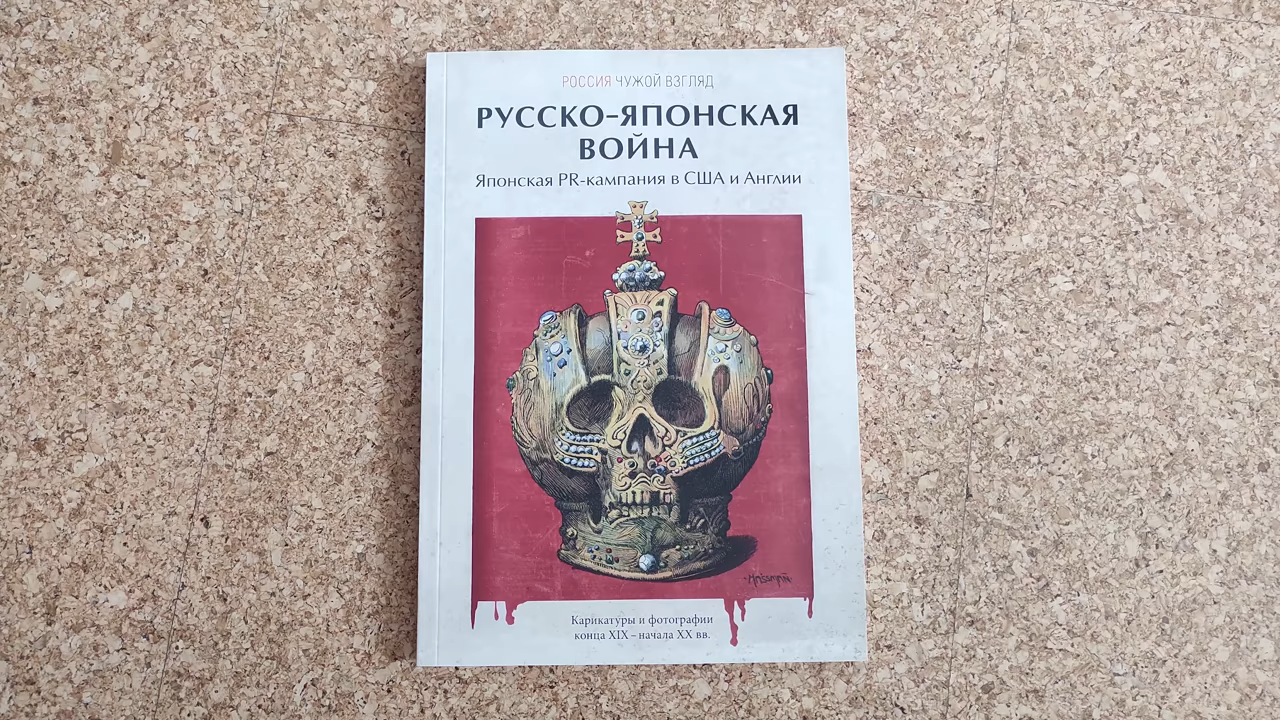 РОССИЯ ЧУЖОЙ ВЗГЛЯД
РУССКО-ЯПОНСКАЯ
ВОЙНА
Японская PR-кампания в США и Англии
Карикатуры и фотографии
конца XIX – начала XX вв.